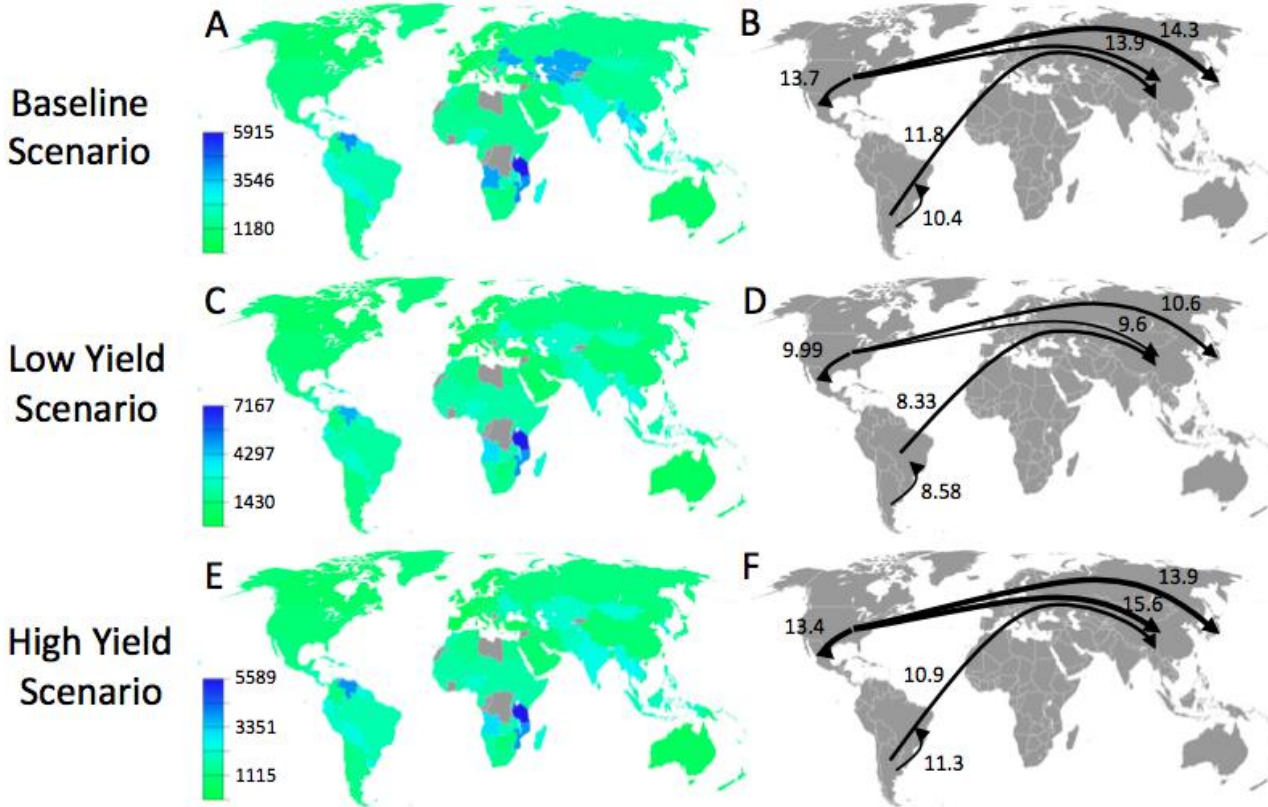 A
B
Baseline
Scenario
5915
3546
1180
13.7
13.9
14.3
11.8
10.4
C
D
Low Yield
Scenario
7167
4297
1430
9.99
9.6
10.6
8.33
8.58
E
F
High Yield
Scenario
5589
3351
1115
13.4
15.6
13.9
10.9
11.3